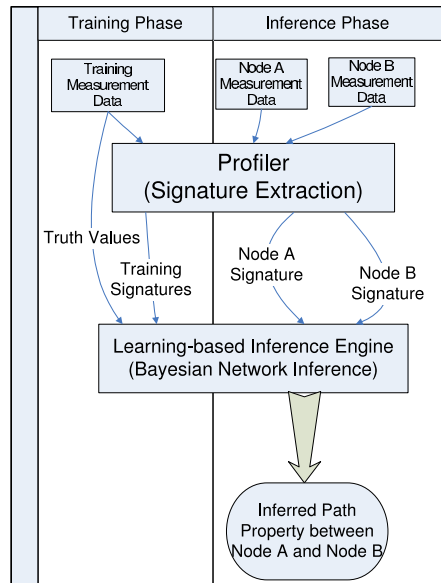 Training Phase
Inference Phase
Training
Measurement
Data
Node A
Measurement
Data
Node B
Measurement
Data
Profiler
(Signature Extraction)
Truth Values
Training
Signatures
Node A
Signature
Node B
Signature
Learning-based Inference Engine
(Bayesian Network Inference)
Inferred Path
Property between
Node A and Node B